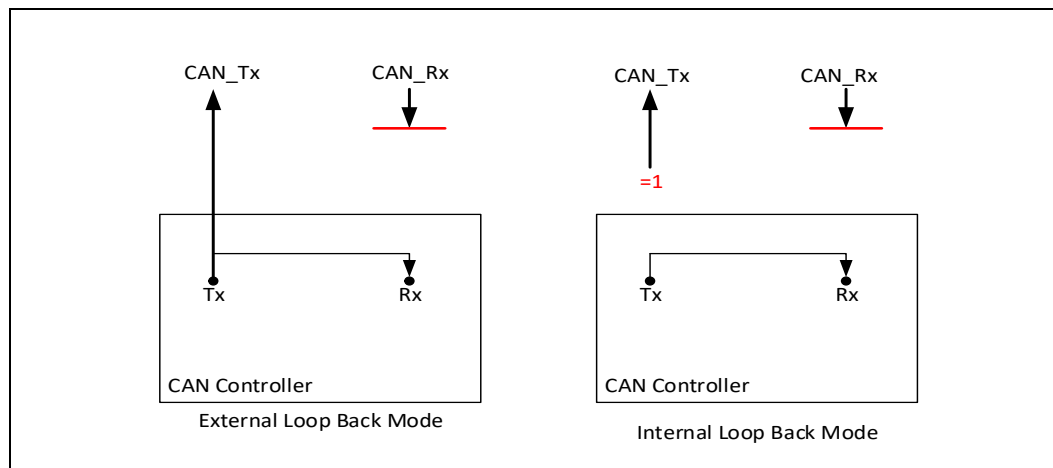 CAN_Tx
CAN_Rx
Tx
Rx
CAN Controller
External Loop Back Mode
CAN_Tx
CAN_Rx
=1
Tx
Rx
CAN Controller
Internal Loop Back Mode